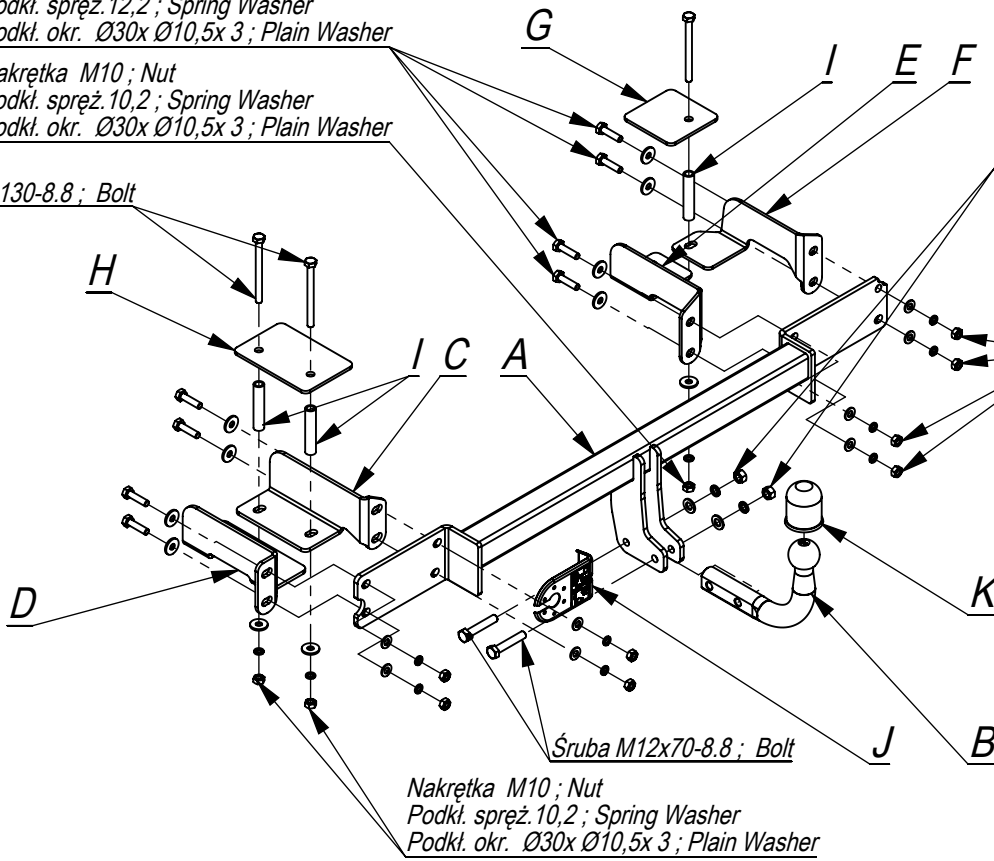 podkł. spręż.12,2 ; Spring Washer
podkł. okr. Ø30x Ø10,5x 3 ; Plain Washer
Nakrętka M10 ; Nut
podkł. spręż.10,2 ; Spring Washer
podkł. okr. Ø30x Ø10,5x 3 ; Plain Washer
130-8.8 ; Bolt
G
I
E
F
H
I
C
A
D
K
J
B
Śruba M12x70-8.8 ; Bolt
Nakrętka M10 ; Nut
Podkł. spręż.10,2 ; Spring Washer
Podkł. okr. Ø30x Ø10,5x 3 ; Plain Washer